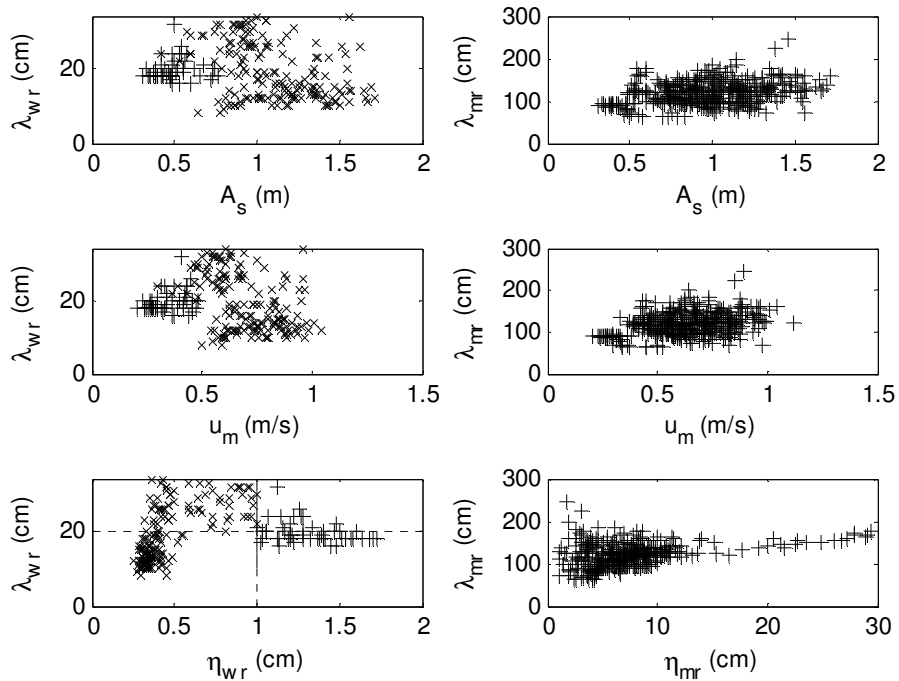 λwr (cm)
20
0
0 0.5 1 1.5 2
As (m)
λmr (cm)
300
200
100
0
0 0.5 1 1.5 2
As (m)
λwr (cm)
20
0
0 0.5 1 1.5
um (m/s)
λmr (cm)
300
200
100
0
0 0.5 1 1.5
um (m/s)
λwr (cm)
20
0
0 0.5 1 1.5 2
ηwr (cm)
λmr (cm)
300
200
100
0
0 10 20 30
ηmr (cm)